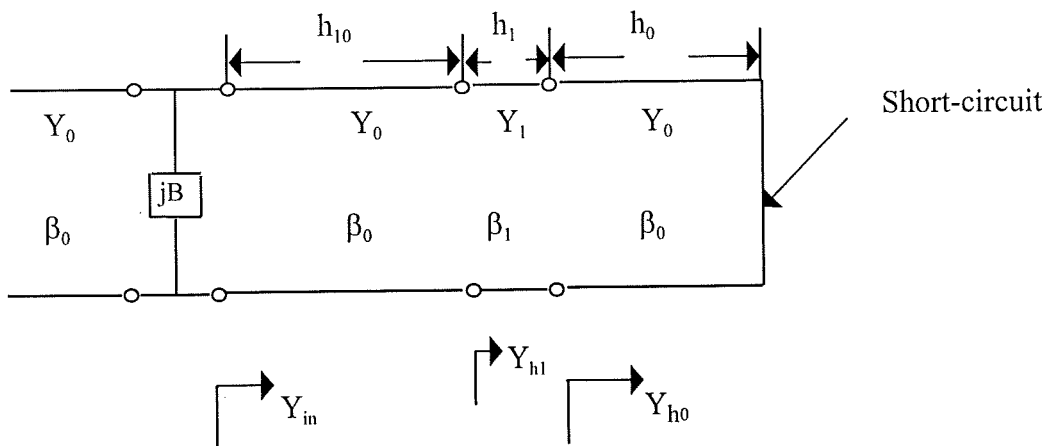 h₁₀ h₁ h₀
Short-circuit
Y₀ Y₀ Y₁ Y₀
jB
β₀ β₀ β₁ β₀
Yₕ₁
Yᵢₙ Yₕ₀